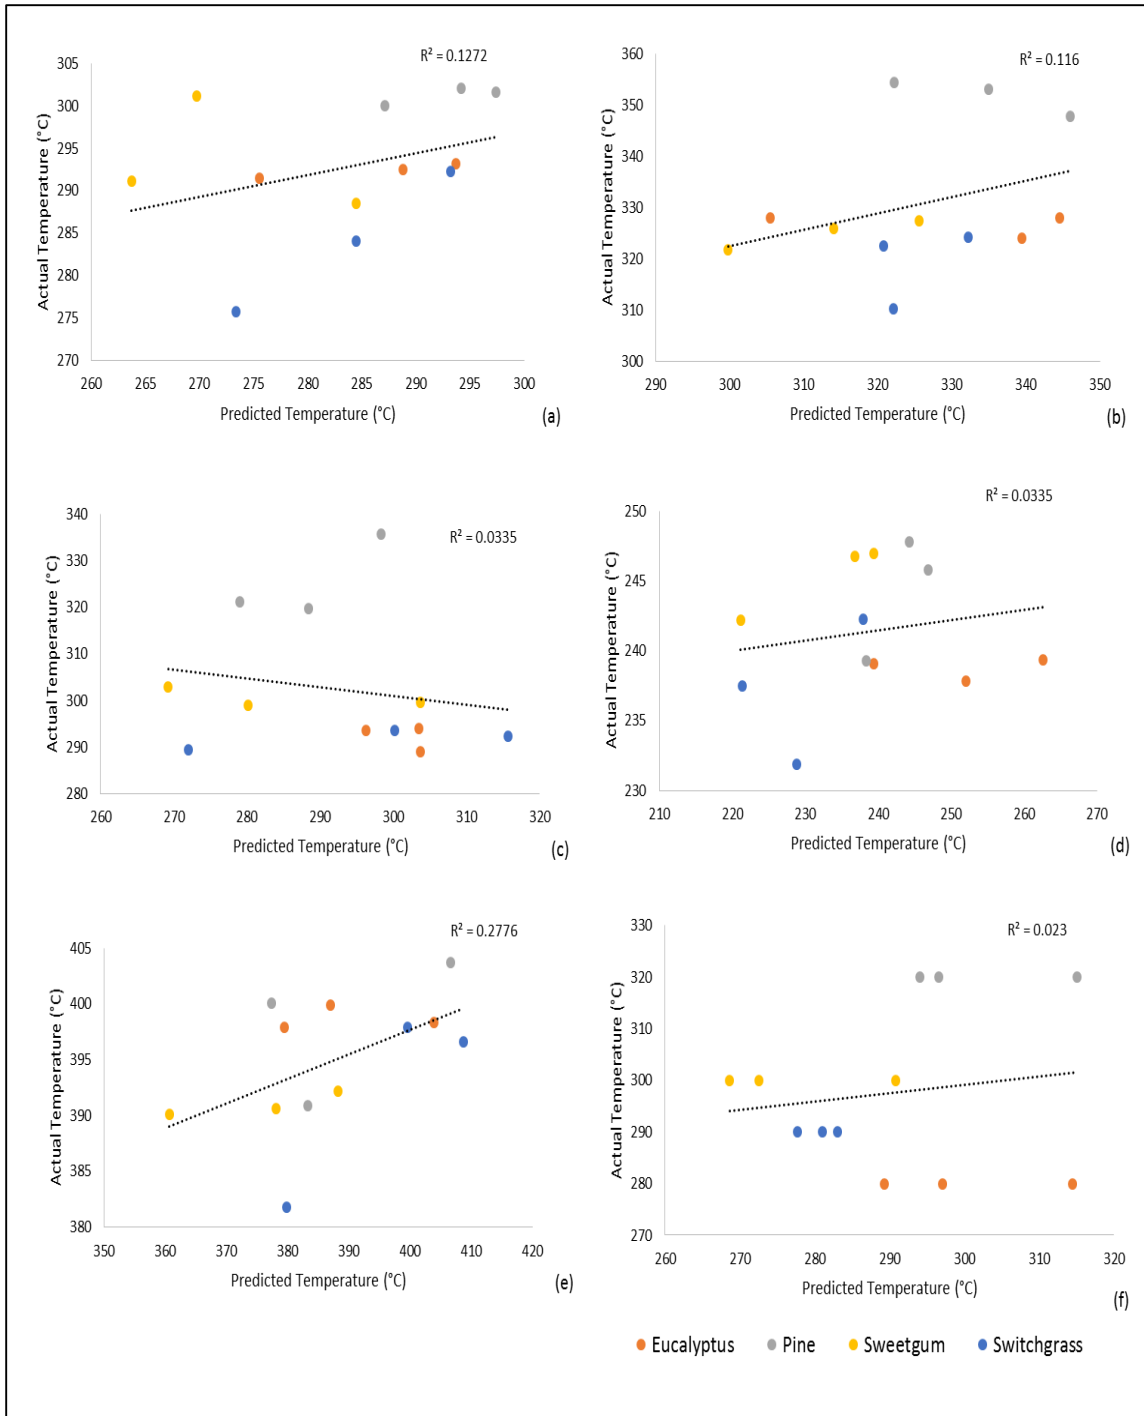 R² = 0.1272
305
300
295
290
285
280
275
270
Actual Temperature (°C)
260 265 270 275 280 285 290 295 300
Predicted Temperature (°C)
(a)
R² = 0.116
360
350
340
330
320
310
300
Actual Temperature (°C)
290 300 310 320 330 340 350
Predicted Temperature (°C)
(b)
R² = 0.0335
340
330
320
310
300
290
280
Actual Temperature (°C)
260 270 280 290 300 310 320
Predicted Temperature (°C)
(c)
R² = 0.0335
250
245
240
235
230
Actual Temperature (°C)
210 220 230 240 250 260 270
Predicted Temperature (°C)
(d)
R² = 0.2776
405
400
395
390
385
380
Actual Temperature (°C)
350 360 370 380 390 400 410 420
Predicted Temperature (°C)
(e)
R² = 0.023
330
320
310
300
290
280
270
Actual Temperature (°C)
260 270 280 290 300 310 320
Predicted Temperature (°C)
(f)
Eucalyptus Pine Sweetgum Switchgrass